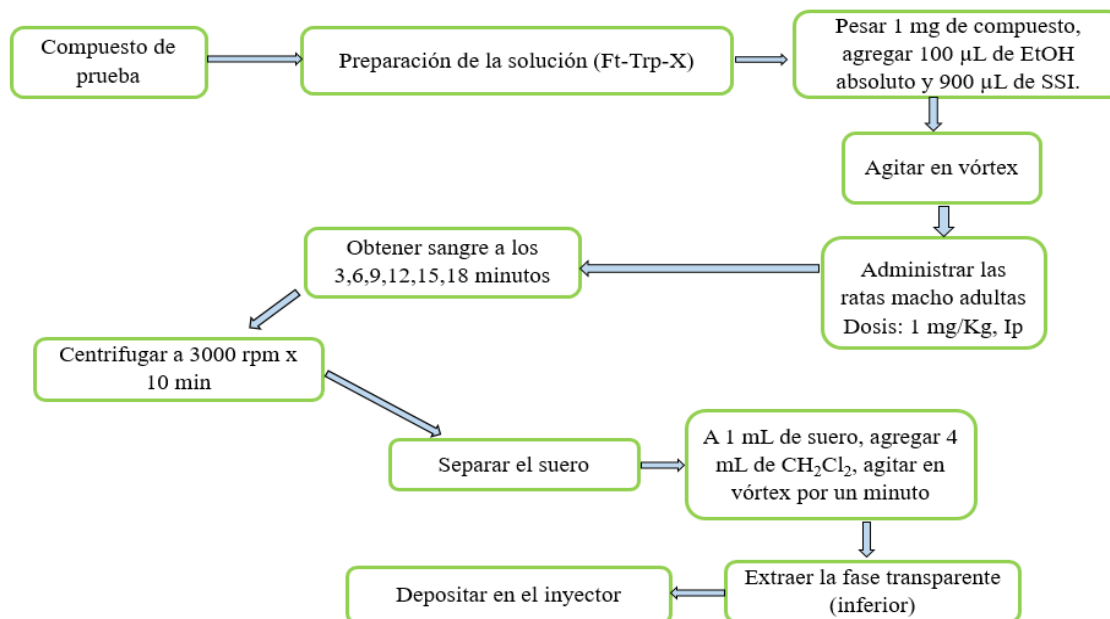 Compuesto de
prueba
Preparación de la solución (Ft-Trp-X)
Pesar 1 mg de compuesto,
agregar 100 µL de EtOH
absoluto y 900 µL de SSI.
Agitar en vórtex
Administrar las
ratas macho adultas
Dosis: 1 mg/Kg, Ip
Obtener sangre a los
3,6,9,12,15,18 minutos
Centrifugar a 3000 rpm x
10 min
Separar el suero
A 1 mL de suero, agregar 4
mL de CH₂Cl₂, agitar en
vórtex por un minuto
Extraer la fase transparente
(inferior)
Depositar en el inyector